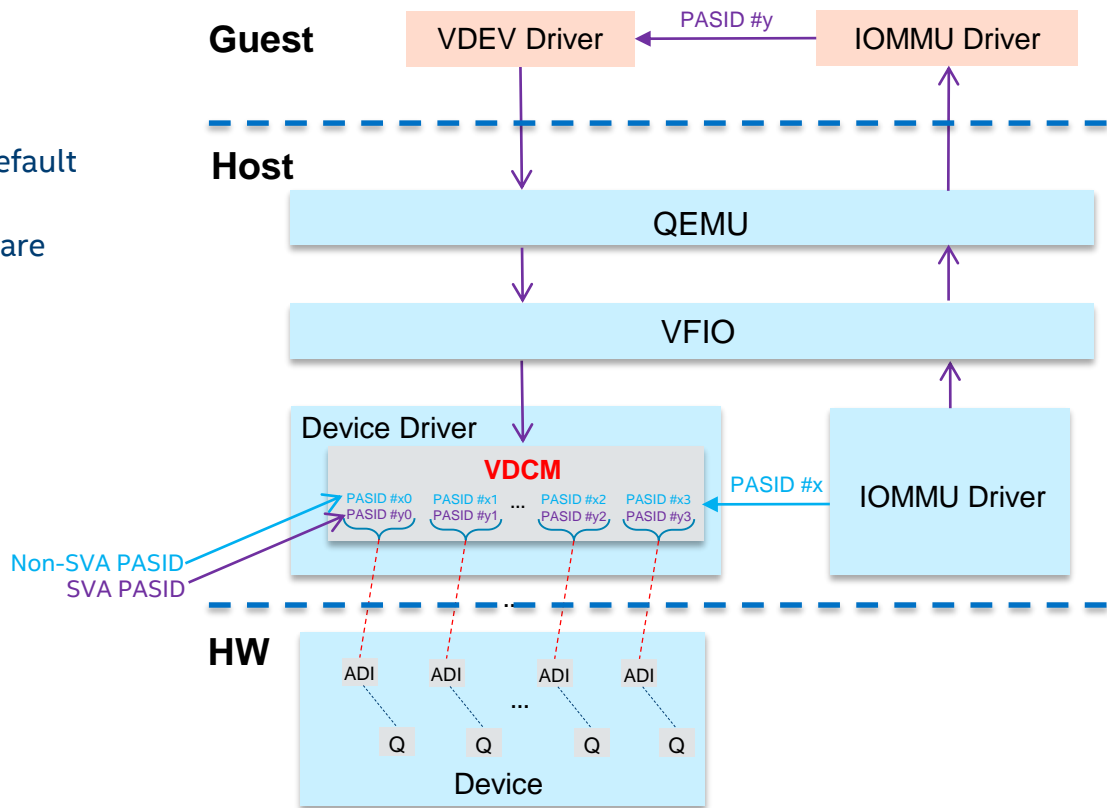 Guest
VDEV Driver
PASID #y
IOMMU Driver
efault
Host
are
QEMU
VFIO
Device Driver
VDCM
PASID #x0 PASID #x1 ... PASID #x2 PASID #x3
PASID #y0 PASID #y1 PASID #y2 PASID #y3
PASID #x
IOMMU Driver
Non-SVA PASID
SVA PASID
...
HW
ADI ADI ADI ADI
...
Q Q Q Q
Device